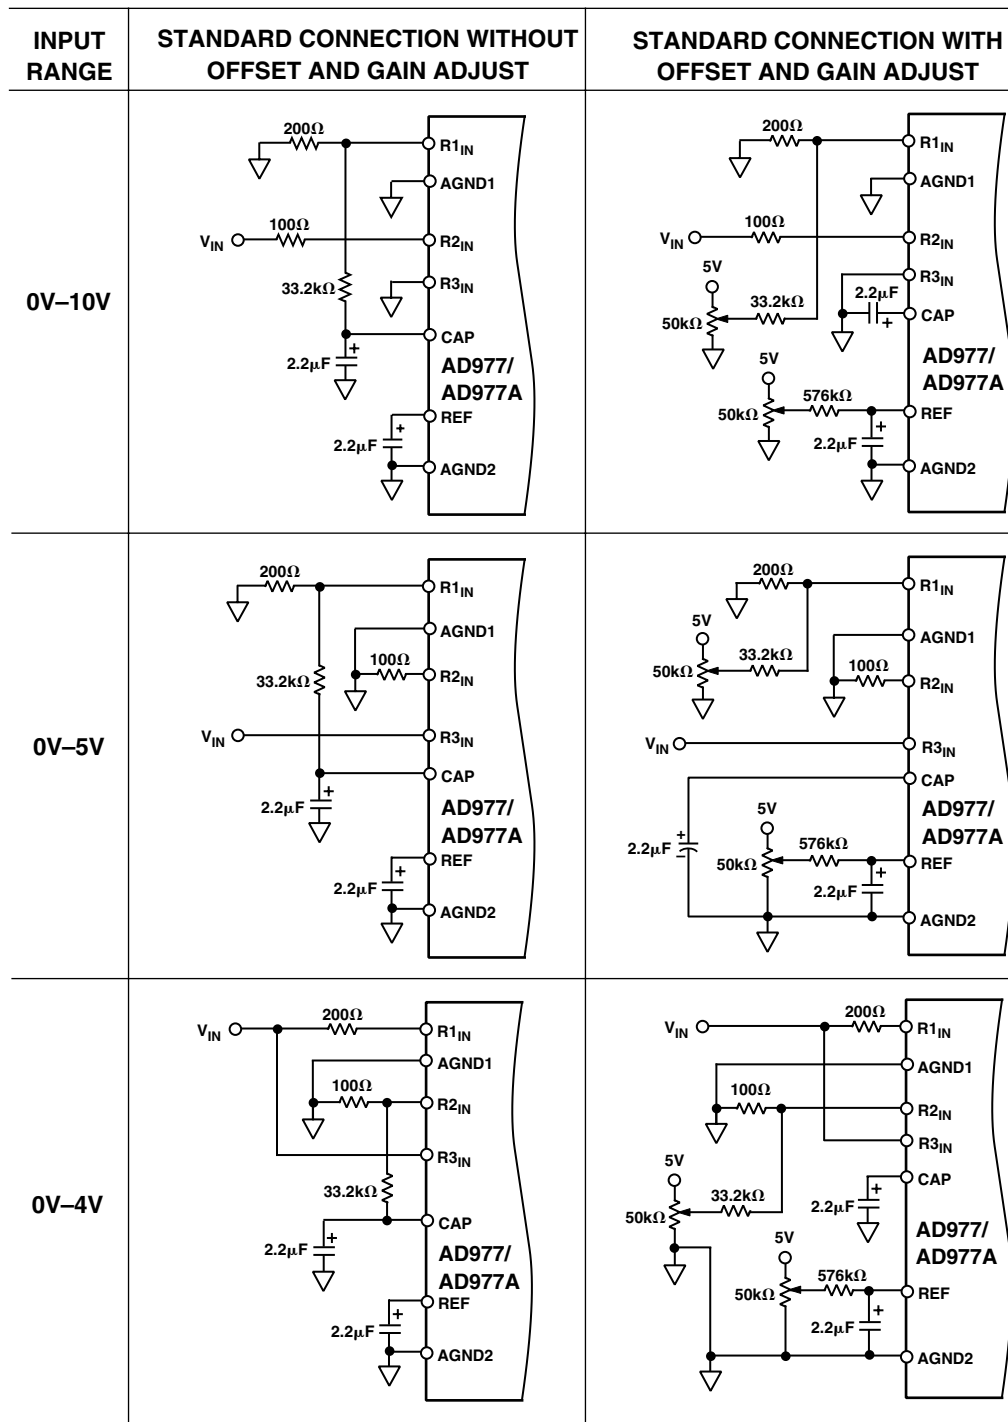 INPUT RANGE
STANDARD CONNECTION WITHOUT OFFSET AND GAIN ADJUST
STANDARD CONNECTION WITH OFFSET AND GAIN ADJUST
0V–10V
200Ω
R1IN
AGND1
100Ω
VIN
R2IN
33.2kΩ
R3IN
+
CAP
2.2µF
AD977/
AD977A
+
REF
2.2µF
AGND2
200Ω
R1IN
AGND1
100Ω
VIN
R2IN
5V
R3IN
2.2µF
33.2kΩ
+
CAP
50kΩ
5V
AD977/
AD977A
576kΩ
50kΩ
REF
+
2.2µF
AGND2
0V–5V
200Ω
R1IN
AGND1
100Ω
33.2kΩ
R2IN
VIN
R3IN
CAP
+
2.2µF
AD977/
AD977A
REF
+
2.2µF
AGND2
200Ω
R1IN
5V
AGND1
33.2kΩ
100Ω
50kΩ
R2IN
VIN
R3IN
CAP
5V
AD977/
AD977A
+
2.2µF
–
576kΩ
50kΩ
REF
+
2.2µF
AGND2
0V–4V
200Ω
VIN
R1IN
AGND1
100Ω
R2IN
R3IN
33.2kΩ
CAP
+
2.2µF
AD977/
AD977A
REF
+
2.2µF
AGND2
200Ω
VIN
R1IN
AGND1
100Ω
R2IN
R3IN
5V
CAP
33.2kΩ
+
2.2µF
50kΩ
5V
AD977/
AD977A
576kΩ
50kΩ
REF
+
2.2µF
AGND2